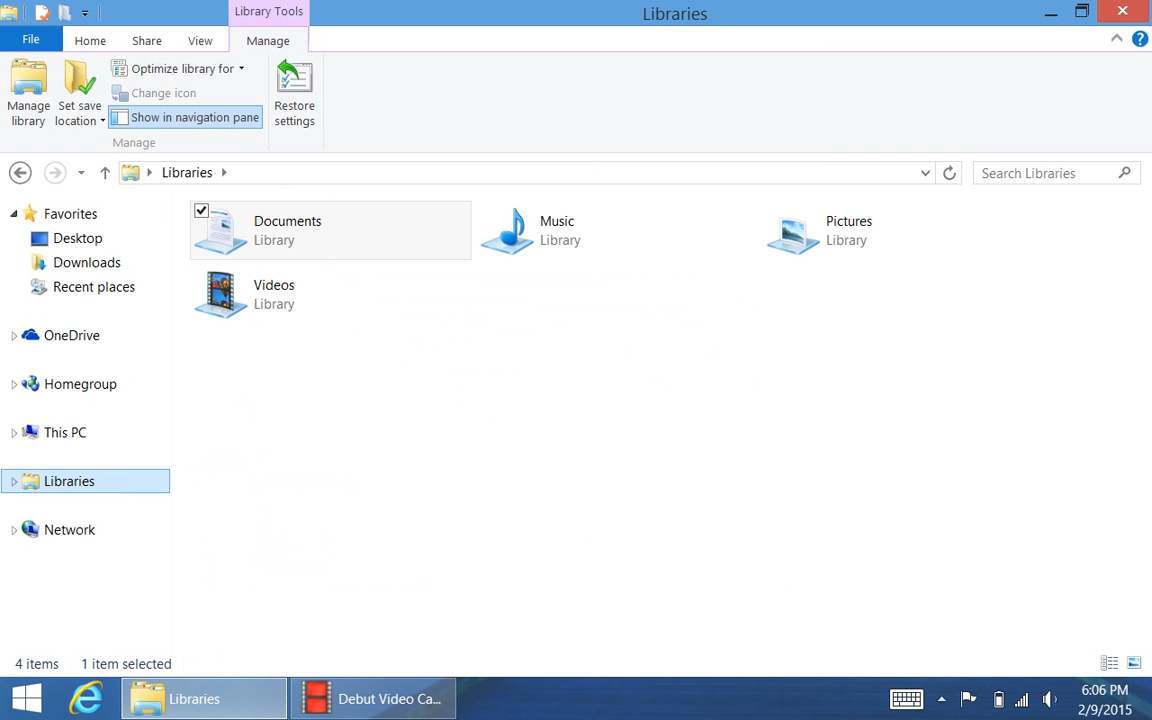 Library Tools
Libraries
File
Home
Share
View
Manage
Manage library
Set save location
Optimize library for
Change icon
Show in navigation pane
Restore settings
Manage
Libraries
Search Libraries
Favorites
Desktop
Downloads
Recent places
OneDrive
Homegroup
This PC
Libraries
Network
Documents
Library
Music
Library
Pictures
Library
Videos
Library
4 items
1 item selected
Libraries
Debut Video Ca...
6:06 PM
2/9/2015